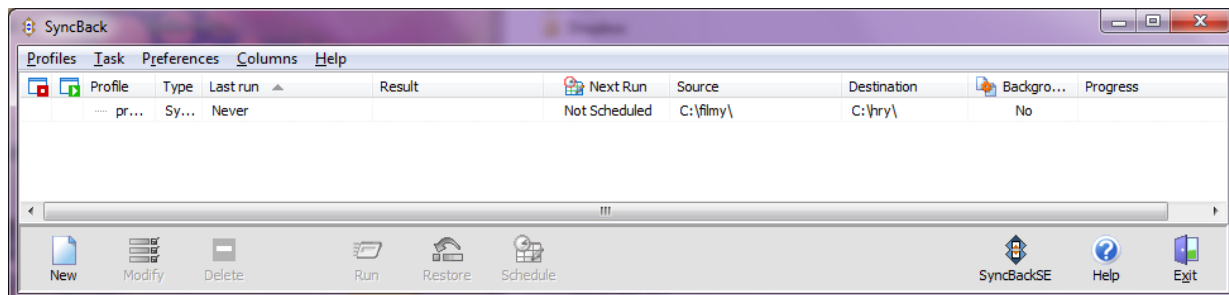 SyncBack
Profiles Task Preferences Columns Help
Profile Type Last run Result Next Run Source Destination Backgro... Progress
pr... Sy... Never Not Scheduled C:\filmy\ C:\hry\ No
New Modify Delete Run Restore Schedule SyncBackSE Help Exit